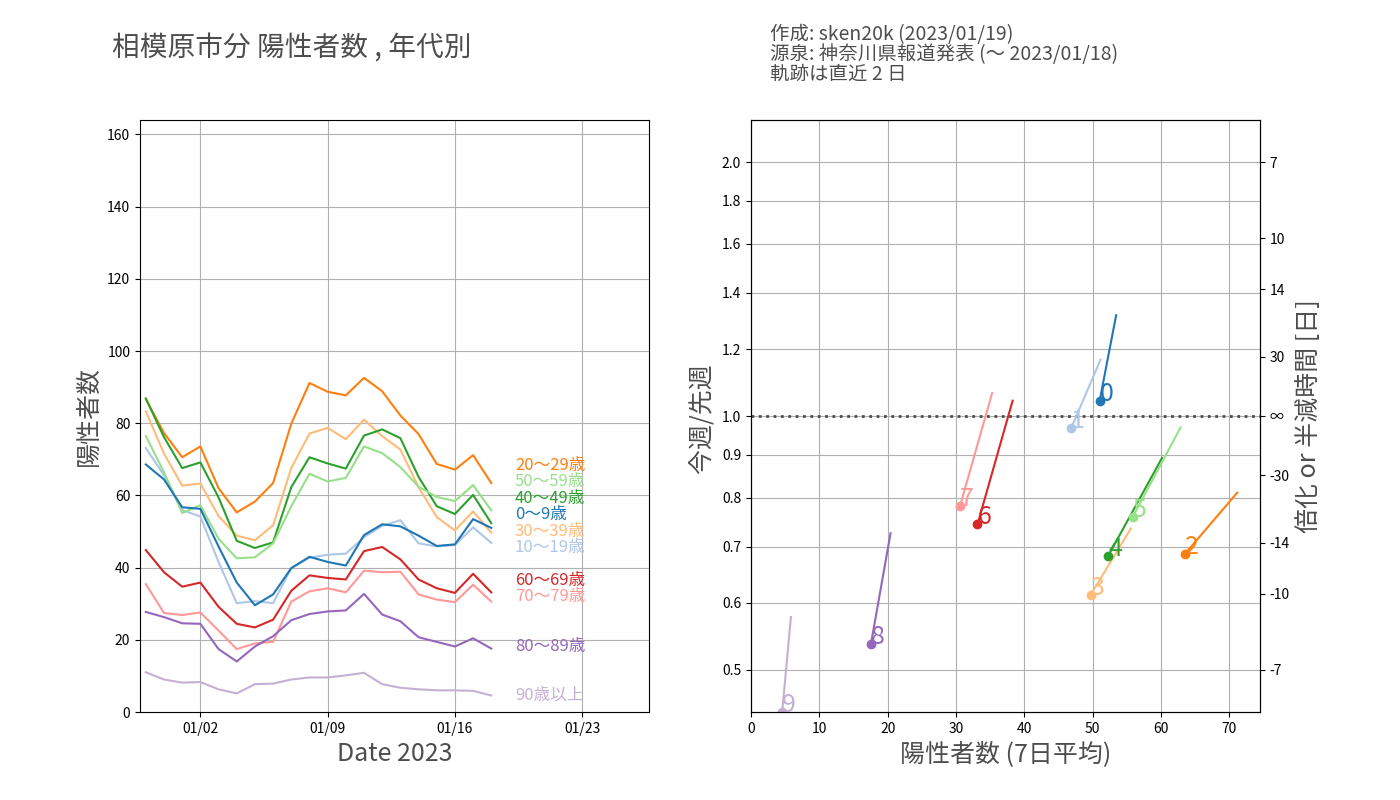 相模原市分 陽性者数 , 年代別
作成: sken20k (2023/01/19)
源泉: 神奈川県報道発表 (～ 2023/01/18)
軌跡は直近 2 日
陽性者数
160
140
120
100
80
60
40
20
0
01/02
01/09
01/16
01/23
Date 2023
20～29歳
50～59歳
40～49歳
0～9歳
30～39歳
10～19歳
60～69歳
70～79歳
80～89歳
90歳以上
今週/先週
2.0
1.8
1.6
1.4
1.2
1.0
0.9
0.8
0.7
0.6
0.5
0
10
20
30
40
50
60
70
陽性者数 (7日平均)
7
10
14
30
∞
-30
-14
-10
-7
倍化 or 半減時間 [日]
0
1
7
6
5
4
2
3
8
9